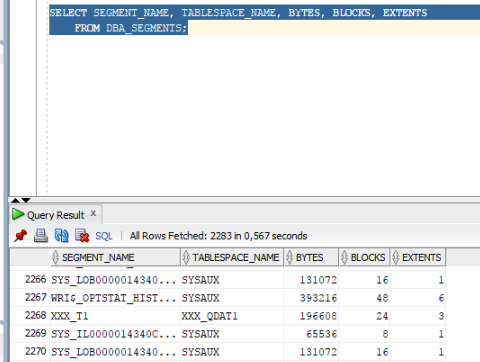 SELECT SEGMENT_NAME, TABLESPACE_NAME, BYTES, BLOCKS, EXTENTS
FROM DBA_SEGMENTS;
Query Result x
SQL | All Rows Fetched: 2283 in 0,567 seconds
SEGMENT_NAME TABLESPACE_NAME BYTES BLOCKS EXTENTS
2266 SYS_LOB0000014340... SYSAUX 131072 16 1
2267 WRI$_OPTSTAT_HIST... SYSAUX 393216 48 6
2268 XXX_T1 XXX_QDAT1 196608 24 3
2269 SYS_IL0000014340C... SYSAUX 65536 8 1
2270 SYS_LOB0000014340... SYSAUX 131072 16 1